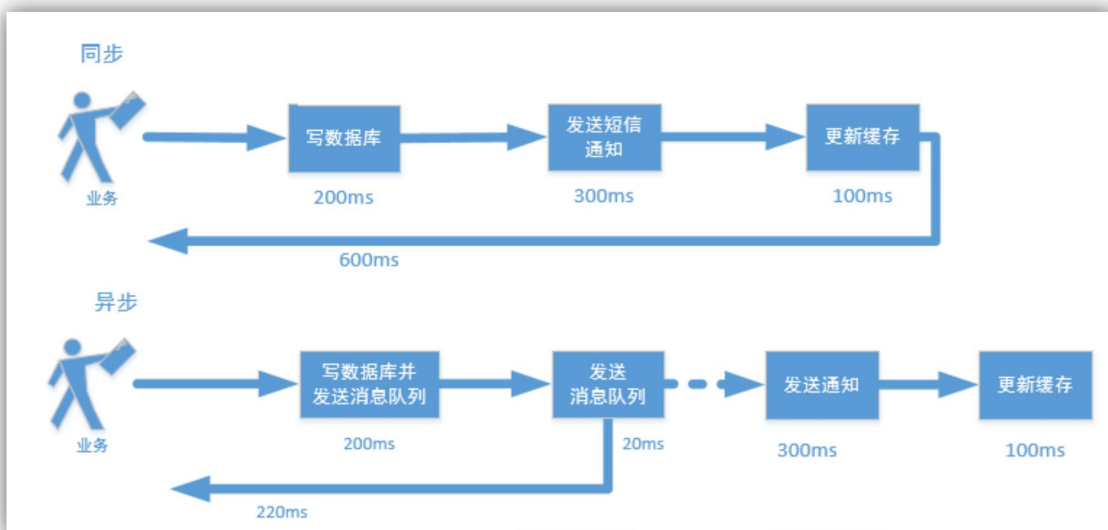 同步
写数据库
发送短信
通知
更新缓存
业务
200ms
300ms
100ms
600ms
异步
写数据库并
发送消息队列
发送
消息队列
发送通知
更新缓存
业务
200ms
20ms
300ms
100ms
220ms